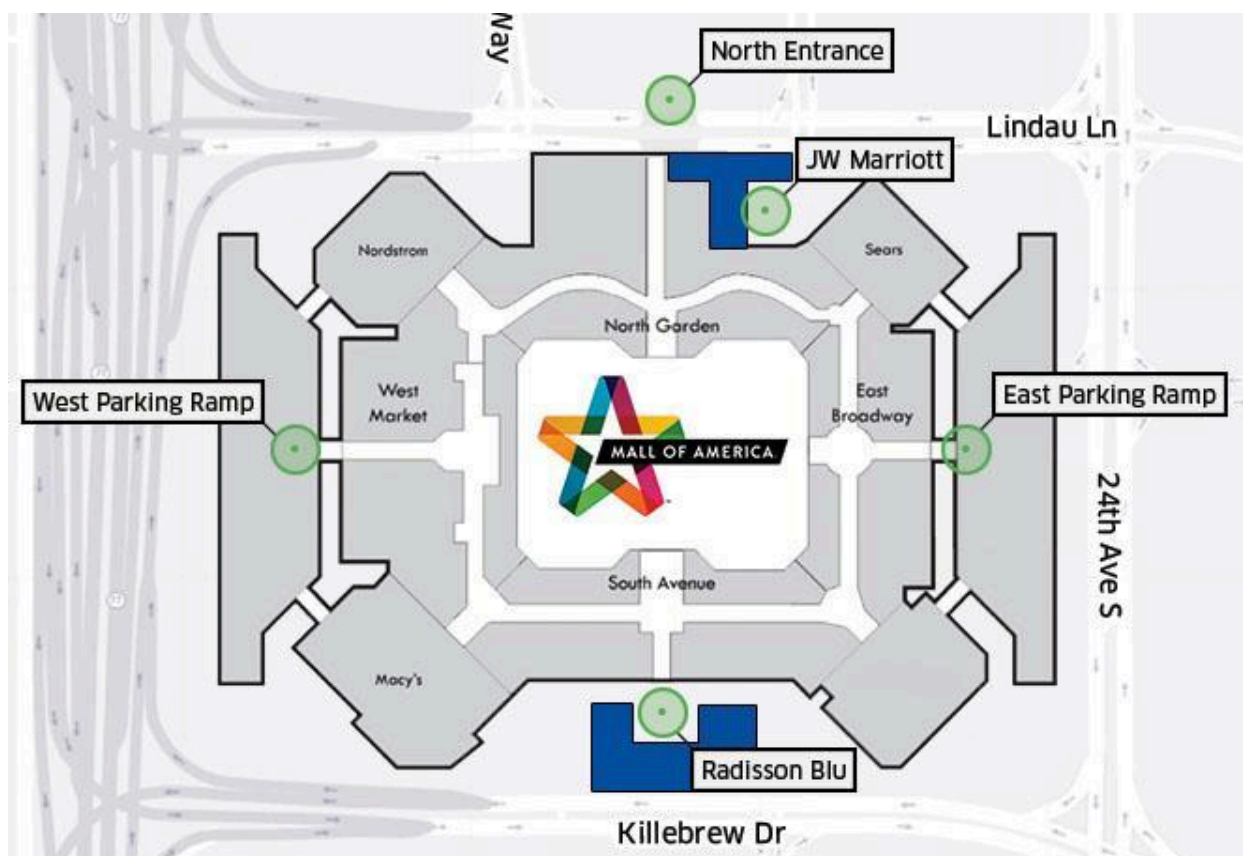 Way
North Entrance
Lindau Ln
JW Marriott
Nordstrom
Sears
North Garden
West Parking Ramp
West
Market
East
Broadway
East Parking Ramp
MALL OF AMERICA
24th Ave S
South Avenue
Macy's
Radisson Blu
Killebrew Dr